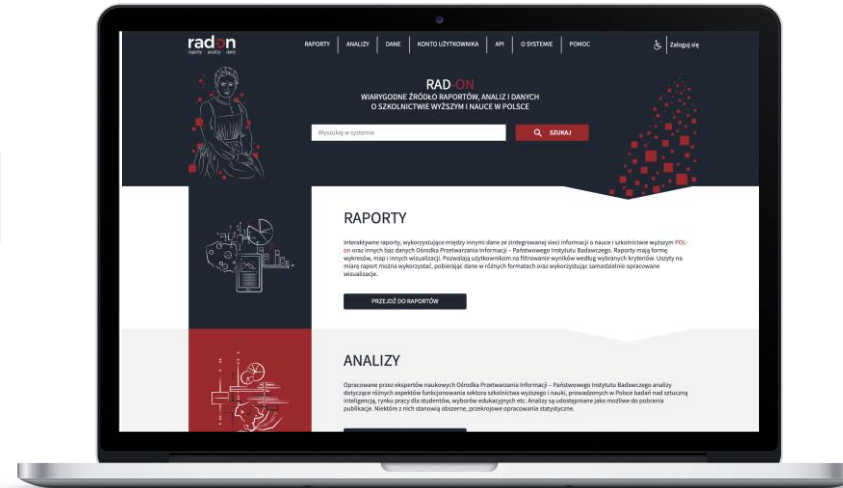 radon
raporty analizy dane
RAPORTY
ANALIZY
DANE
KONTO UŻYTKOWNIKA
API
O SYSTEMIE
POMOC
Zaloguj się
RAD-ON
WIARYGODNE ŹRÓDŁO RAPORTÓW, ANALIZ I DANYCH
O SZKOLNICTWIE WYŻSZYM I NAUCE W POLSCE
Wyszukaj w systemie
SZUKAJ
RAPORTY
Interaktywne raporty, wykorzystujące między innymi dane ze zintegrowanej sieci informacji o nauce i szkolnictwie wyższym POL-
on oraz innych baz danych Ośrodka Przetwarzania Informacji – Państwowego Instytutu Badawczego. Raporty mają formę
wykresów, map i innych wizualizacji. Pozwalają użytkownikom na filtrowanie wyników według wybranych kryteriów. Uszyty na
miarę raport można wykorzystać, pobierając dane w różnych formatach oraz wykorzystując samodzielnie opracowane
wizualizacje.
PRZEJDŹ DO RAPORTÓW
ANALIZY
Opracowane przez ekspertów naukowych Ośrodka Przetwarzania Informacji – Państwowego Instytutu Badawczego analizy
dotyczące różnych aspektów funkcjonowania sektora szkolnictwa wyższego i nauki, prowadzonych w Polsce badań nad sztuczną
inteligencją, rynku pracy dla studentów, wyborów edukacyjnych etc. Analizy są udostępniane jako możliwe do pobrania
publikacje. Niektóre z nich stanowią obszerne, przekrojowe opracowania statystyczne.